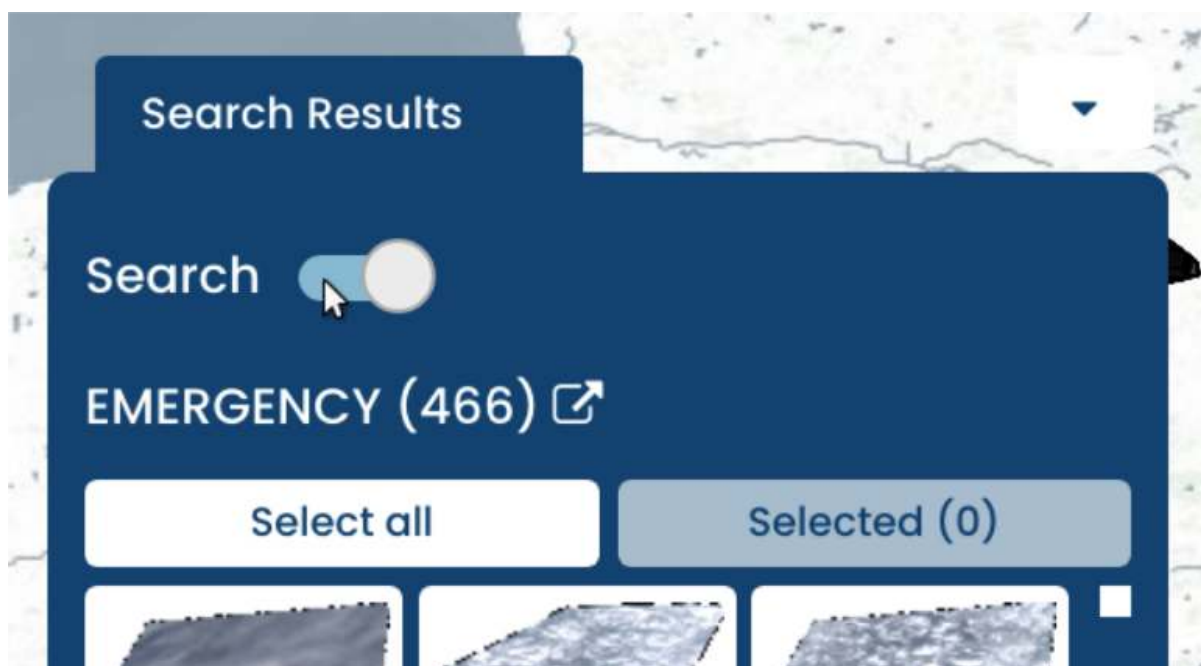 Search Results
Search
EMERGENCY (466)
Select all
Selected (0)